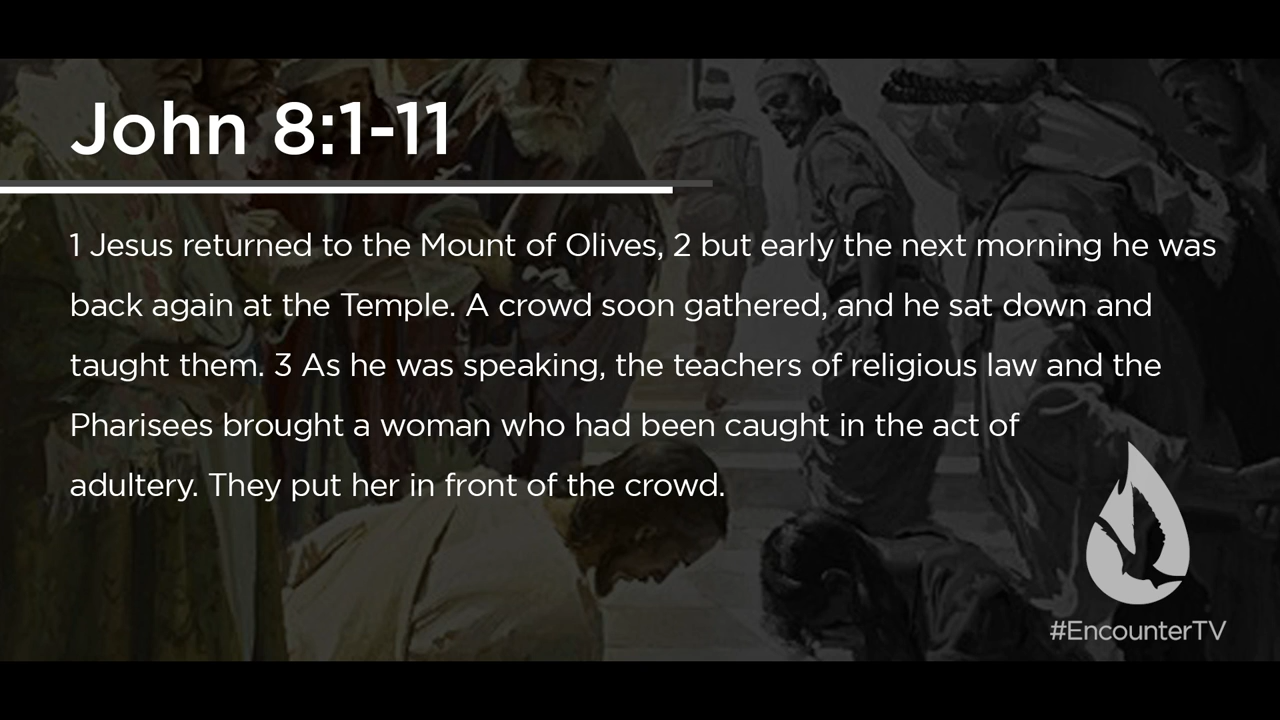 John 8:1-11
1 Jesus returned to the Mount of Olives, 2 but early the next morning he was
back again at the Temple. A crowd soon gathered, and he sat down and
taught them. 3 As he was speaking, the teachers of religious law and the
Pharisees brought a woman who had been caught in the act of
adultery. They put her in front of the crowd.
#EncounterTV